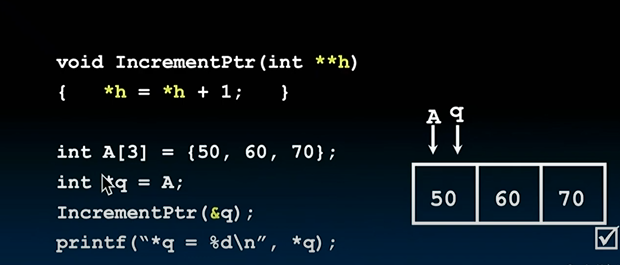 void IncrementPtr(int **h)
{ *h = *h + 1; }
A q
int A[3] = {50, 60, 70};
int *q = A;
50 60 70
IncrementPtr(&q);
printf(“*q = %d\n”, *q);